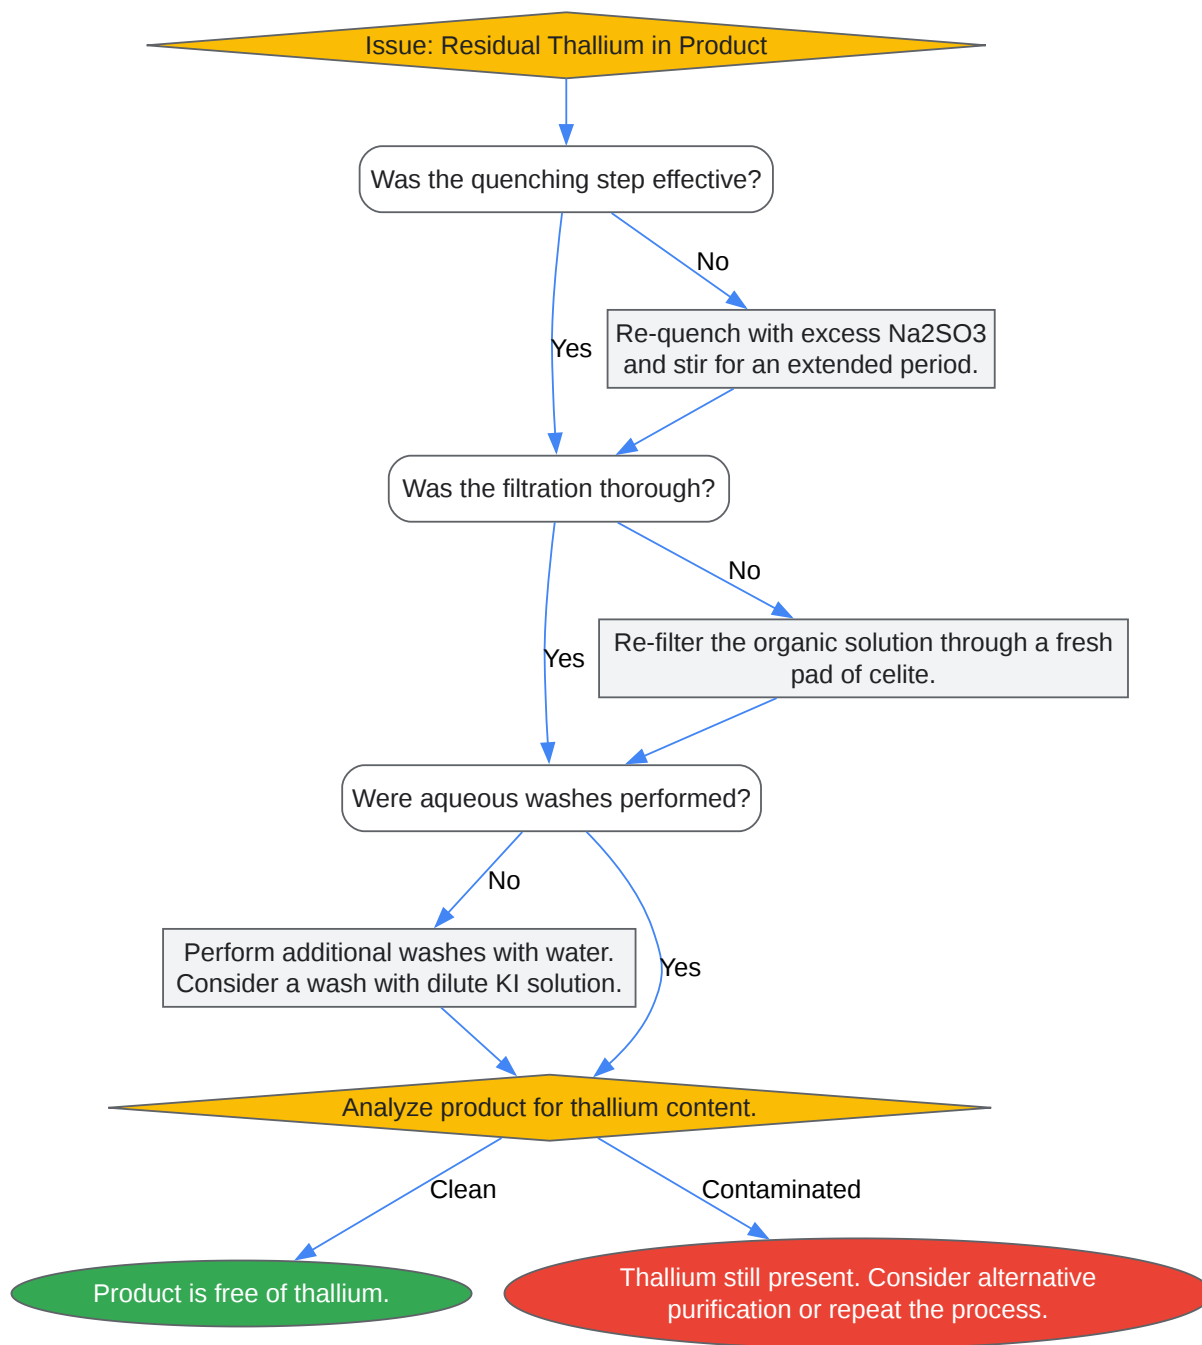 Issue: Residual Thallium in Product
Was the quenching step effective?
No
Re-quench with excess Na2SO3
and stir for an extended period.
Yes
Was the filtration thorough?
No
Re-filter the organic solution through a fresh
pad of celite.
Yes
Were aqueous washes performed?
No
Perform additional washes with water.
Consider a wash with dilute KI solution.
Yes
Analyze product for thallium content.
Clean
Contaminated
Product is free of thallium.
Thallium still present. Consider alternative
purification or repeat the process.